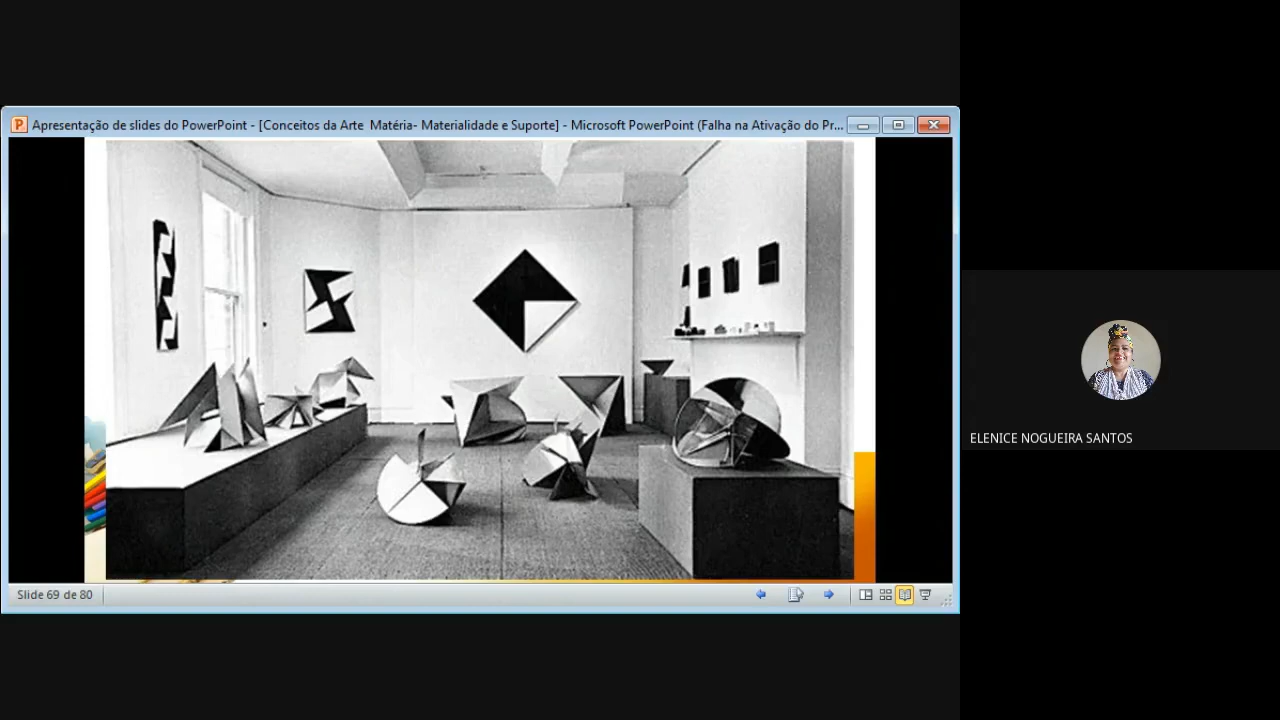 Apresentação de slides do PowerPoint - [Conceitos da Arte  Matéria- Materialidade e Suporte] - Microsoft PowerPoint (Falha na Ativação do Pr...
ELENICE NOGUEIRA SANTOS
Slide 69 de 80